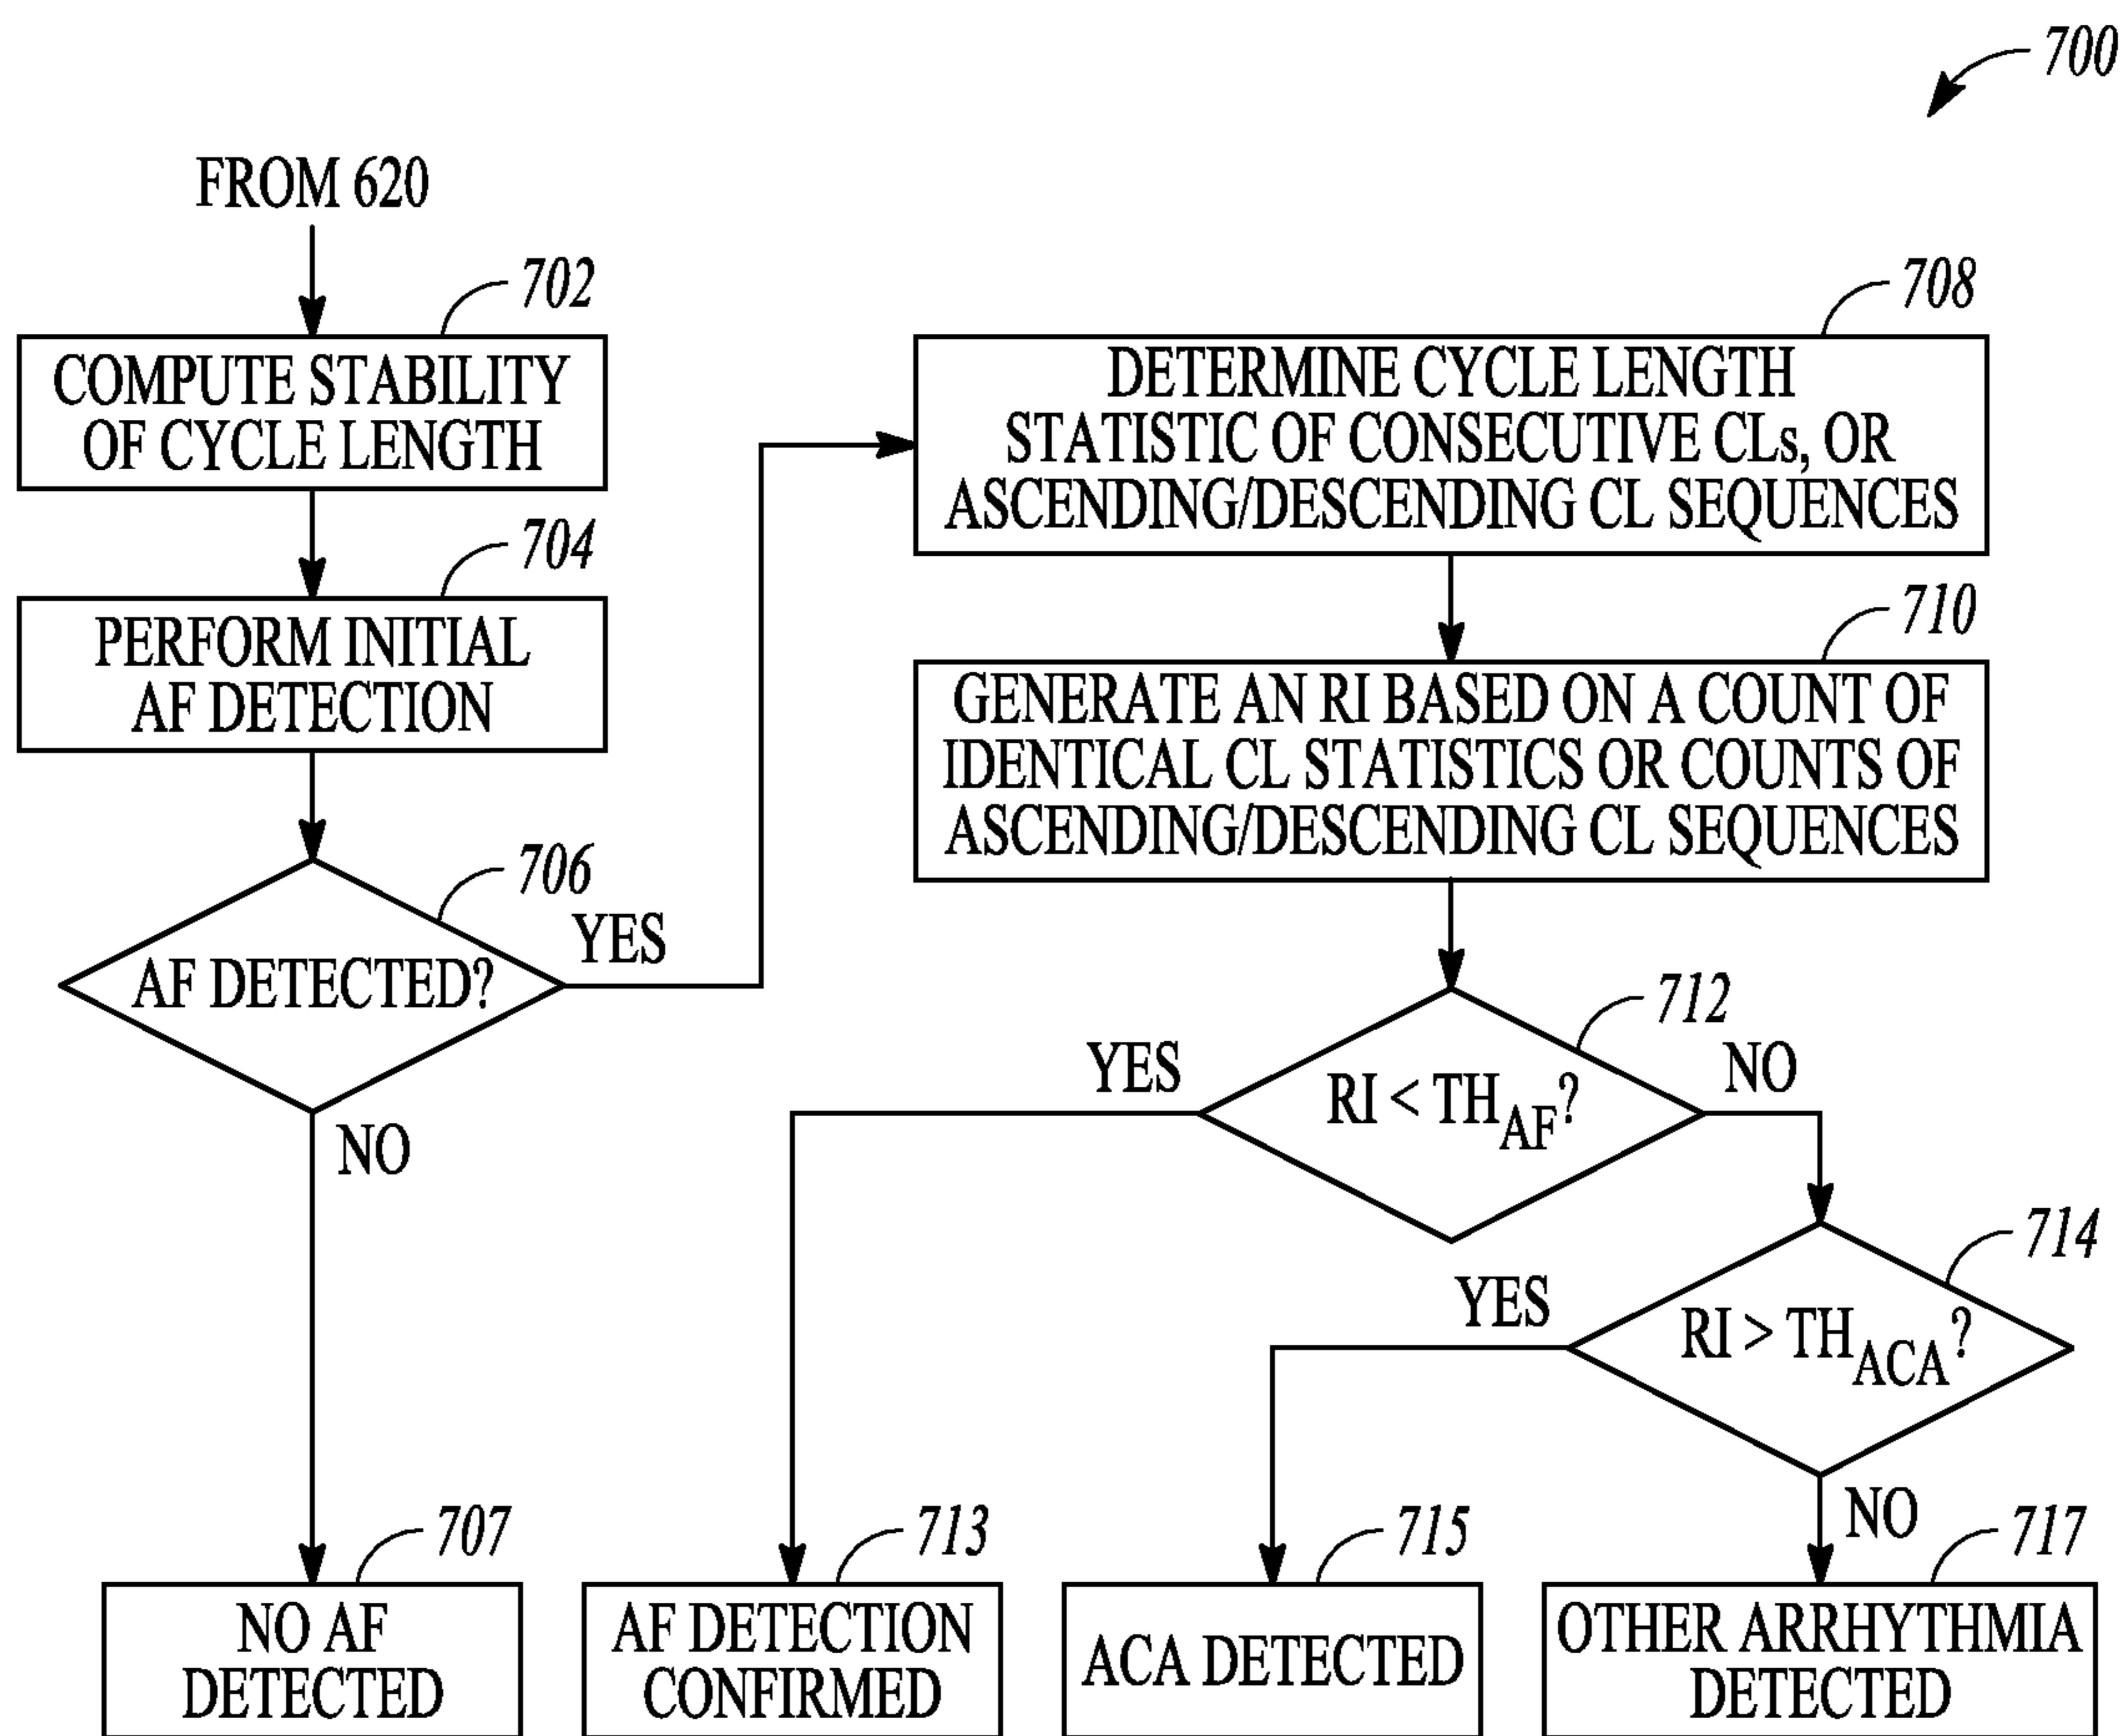 700
FROM 620
702
COMPUTE STABILITY
OF CYCLE LENGTH
704
PERFORM INITIAL
AF DETECTION
706
AF DETECTED?
YES
NO
707
NO AF
DETECTED
708
DETERMINE CYCLE LENGTH
STATISTIC OF CONSECUTIVE CLs, OR
ASCENDING/DESCENDING CL SEQUENCES
710
GENERATE AN RI BASED ON A COUNT OF
IDENTICAL CL STATISTICS OR COUNTS OF
ASCENDING/DESCENDING CL SEQUENCES
712
RI < TH_AF?
YES
NO
713
AF DETECTION
CONFIRMED
714
RI > TH_ACA?
YES
NO
715
ACA DETECTED
717
OTHER ARRHYTHMIA
DETECTED